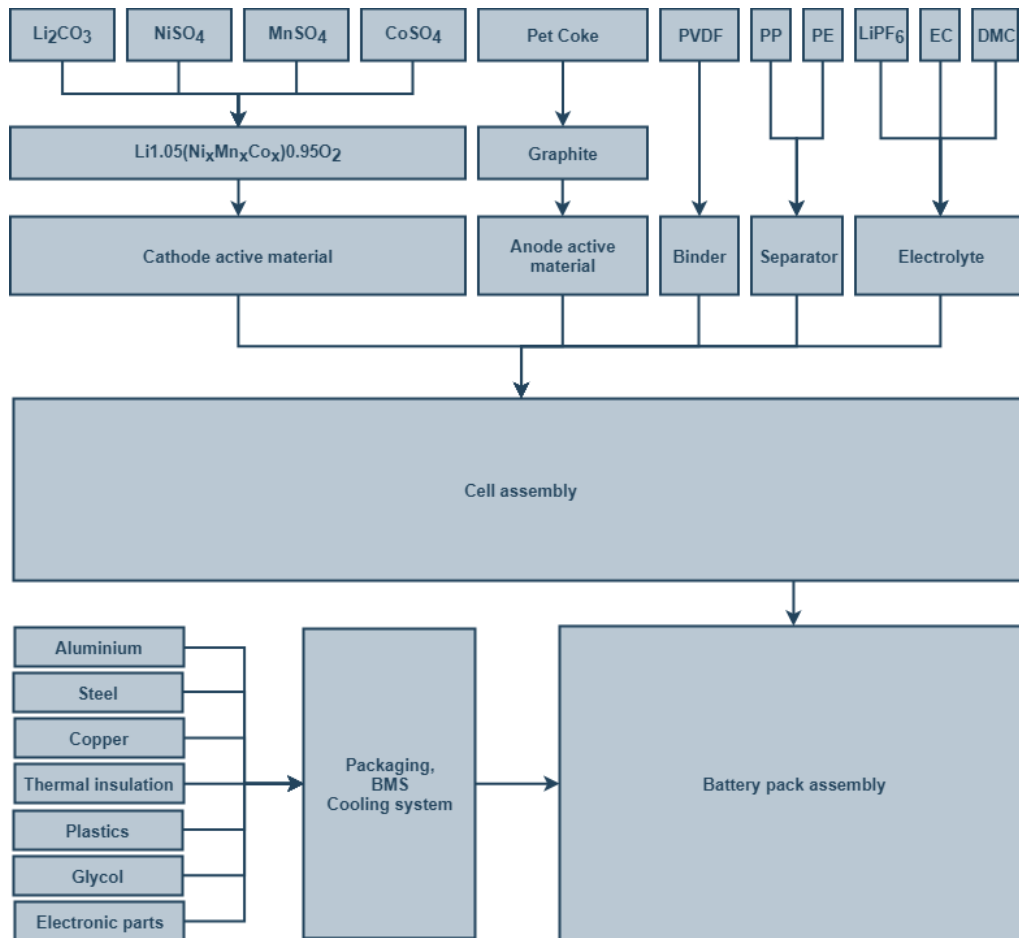 Li₂CO₃
NiSO₄
MnSO₄
CoSO₄
Pet Coke
PVDF
PP
PE
LiPF₆
EC
DMC
Li1.05(NiₓMnₓCoₓ)0.95O₂
Graphite
Cathode active material
Anode active
material
Binder
Separator
Electrolyte
Cell assembly
Aluminium
Steel
Copper
Thermal insulation
Plastics
Glycol
Electronic parts
Packaging,
BMS
Cooling system
Battery pack assembly